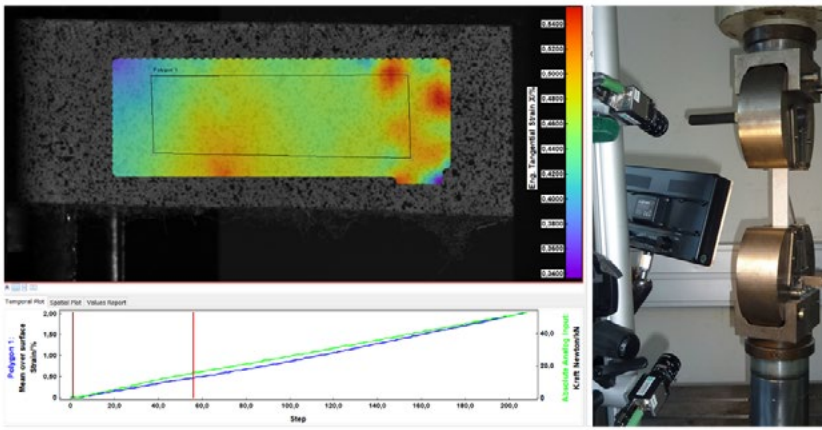 Polygon 1
Eng. Tangential Strain X/%
0,5400
0,5000
0,4800
0,4600
0,4400
0,4200
0,4000
0,3800
0,3600
0,3400
Temporal Plot Spatial Plot Values Report
Polygon 1:
Mean over surface
Strain/%
2,00
1,50
1,00
0,50
0
0 20,0 40,0 60,0 80,0 100,0 120,0 140,0 160,0 180,0 200,0
Step
40,0
20,0
0
Absolute Analog Input
Kraft Newton/kN